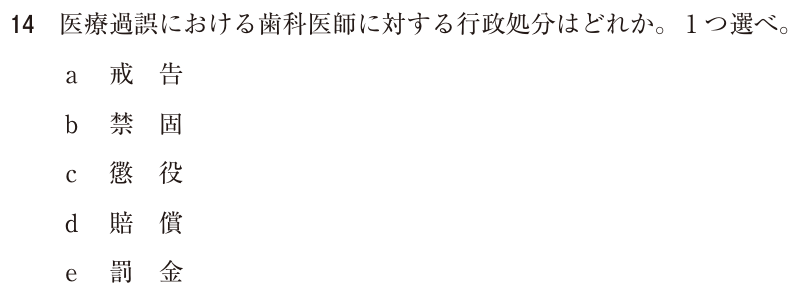 14 医療過誤における歯科医師に対する行政処分はどれか。1つ選べ。
a 戒 告
b 禁 固
c 懲 役
d 賠 償
e 罰 金